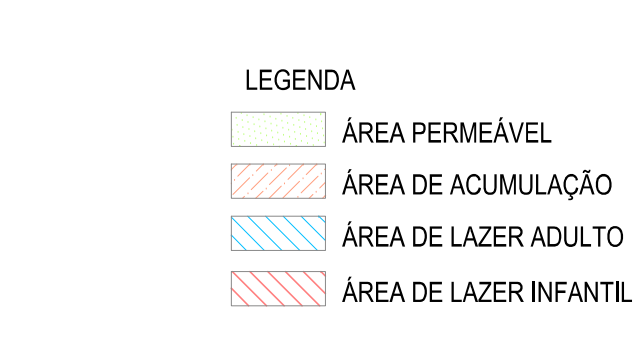 LEGENDA
ÁREA PERMEÁVEL
ÁREA DE ACUMULAÇÃO
ÁREA DE LAZER ADULTO
ÁREA DE LAZER INFANTIL